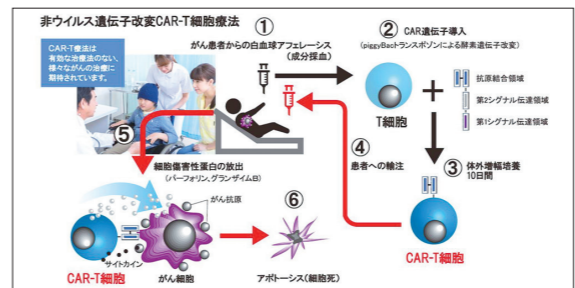 非ウイルス遺伝子改変CAR-T細胞療法
CAR-T療法は
有効な治療法のない、
様々ながんの治療に
期待されています。
①
がん患者からの白血球アフェレーシス
(成分採血)
② CAR遺伝子導入
(piggyBacトランスポゾンによる酵素遺伝子改変)
T細胞
抗原結合領域
第2シグナル伝達領域
第1シグナル伝達領域
③ 体外増幅培養
10日間
CAR-T細胞
④
患者への輸注
⑤
細胞傷害性蛋白の放出
(パーフォリン、グランザイムB)
がん抗原
サイトカイン
CAR-T細胞
がん細胞
⑥
アポトーシス(細胞死)